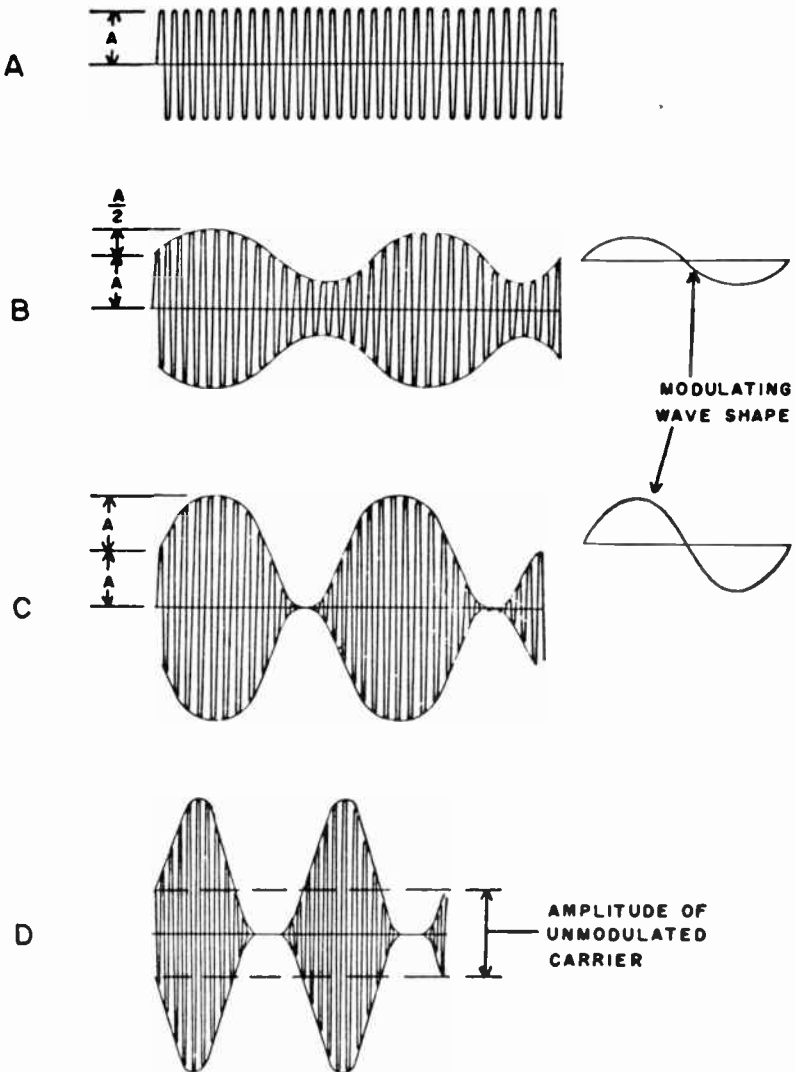 A
A
A
2
A
B
MODULATING
WAVE SHAPE
A
A
C
D
AMPLITUDE OF
UNMODULATED
CARRIER